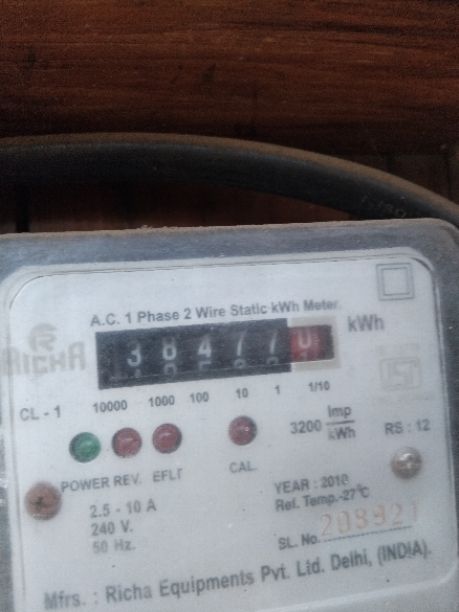 A.C. 1 Phase 2 Wire Static kWh Meter.
RICHA
3 8 4 7 7 0
kWh
CL - 1
10000 1000 100 10 1 1/10
3200 Imp
kWh
RS : 12
POWER REV. EFLT CAL.
2.5 - 10 A
240 V.
50 Hz.
YEAR : 2010
Ref. Temp.-27°C
SL. No. 208921
Mfrs. : Richa Equipments Pvt. Ltd. Delhi, (INDIA).